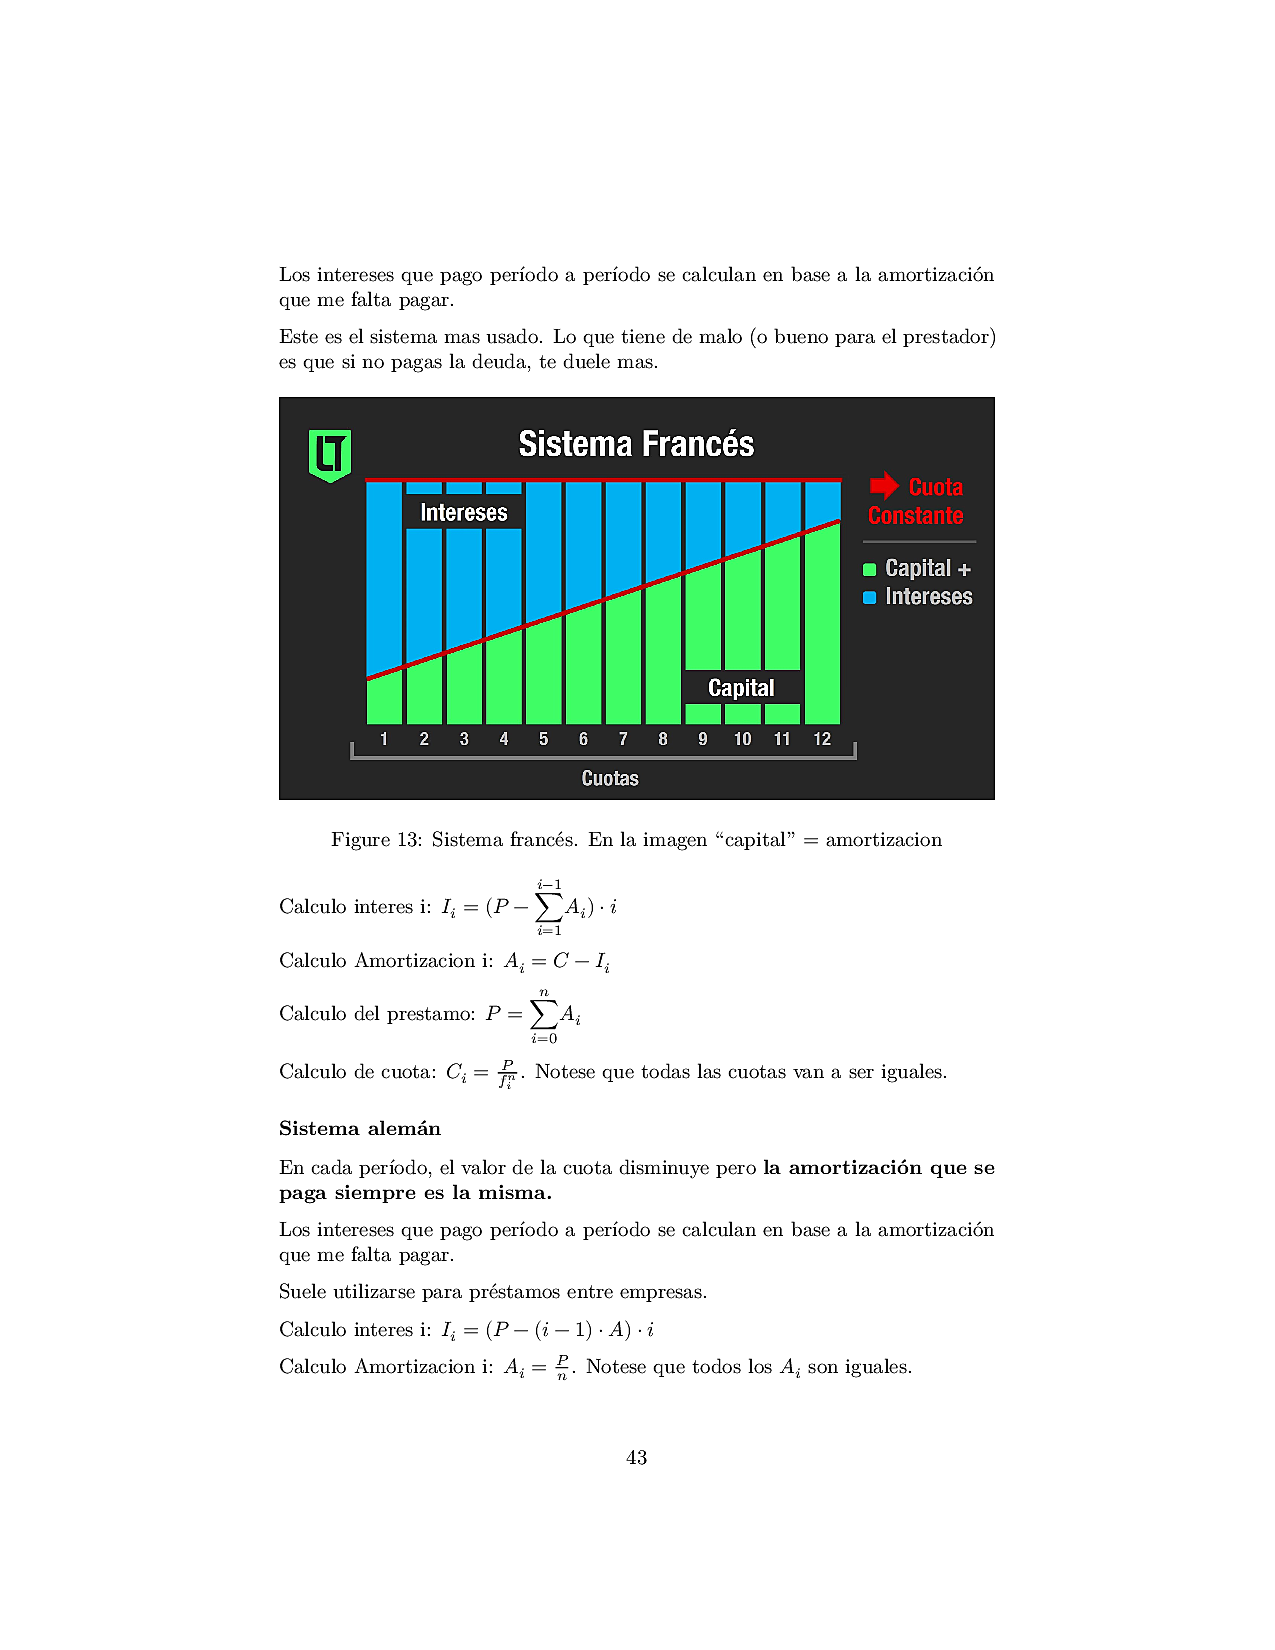 Los intereses que pago período a período se calculan en base a la amortización
que me falta pagar.
Este es el sistema mas usado. Lo que tiene de malo (o bueno para el prestador)
es que si no pagas la deuda, te duele mas.
LT
Sistema Francés
Intereses
Cuota
Constante
Capital +
Intereses
Capital
1 2 3 4 5 6 7 8 9 10 11 12
Cuotas
Figure 13: Sistema francés. En la imagen “capital” = amortizacion
Calculo interes i: I_i = (P − \sum_{i=1}^{i−1} A_i) · i
Calculo Amortizacion i: A_i = C − I_i
Calculo del prestamo: P = \sum_{i=0}^{n} A_i
Calculo de cuota: C_i = \frac{P}{f_i^n}. Notese que todas las cuotas van a ser iguales.
Sistema alemán
En cada período, el valor de la cuota disminuye pero la amortización que se
paga siempre es la misma.
Los intereses que pago período a período se calculan en base a la amortización
que me falta pagar.
Suele utilizarse para préstamos entre empresas.
Calculo interes i: I_i = (P − (i − 1) · A) · i
Calculo Amortizacion i: A_i = \frac{P}{n}. Notese que todos los A_i son iguales.
43